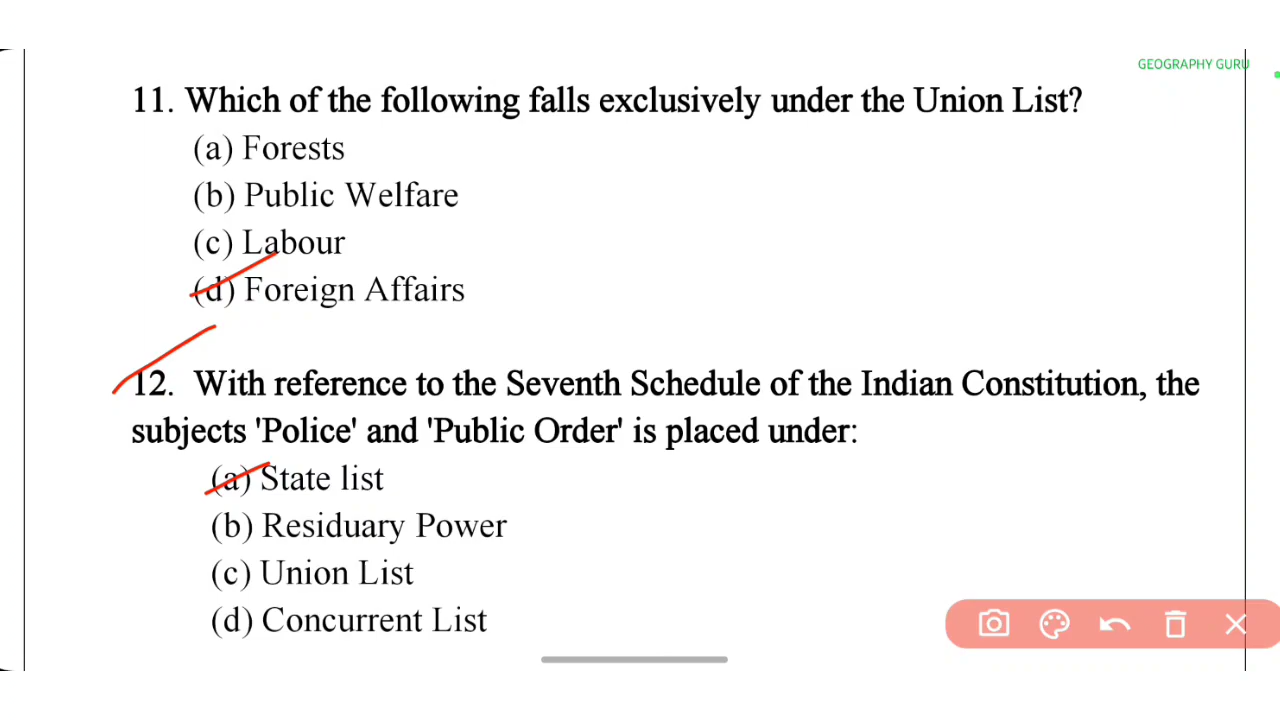 GEOGRAPHY GURU
11. Which of the following falls exclusively under the Union List?
(a) Forests
(b) Public Welfare
(c) Labour
(d) Foreign Affairs
12. With reference to the Seventh Schedule of the Indian Constitution, the
subjects 'Police' and 'Public Order' is placed under:
(a) State list
(b) Residuary Power
(c) Union List
(d) Concurrent List